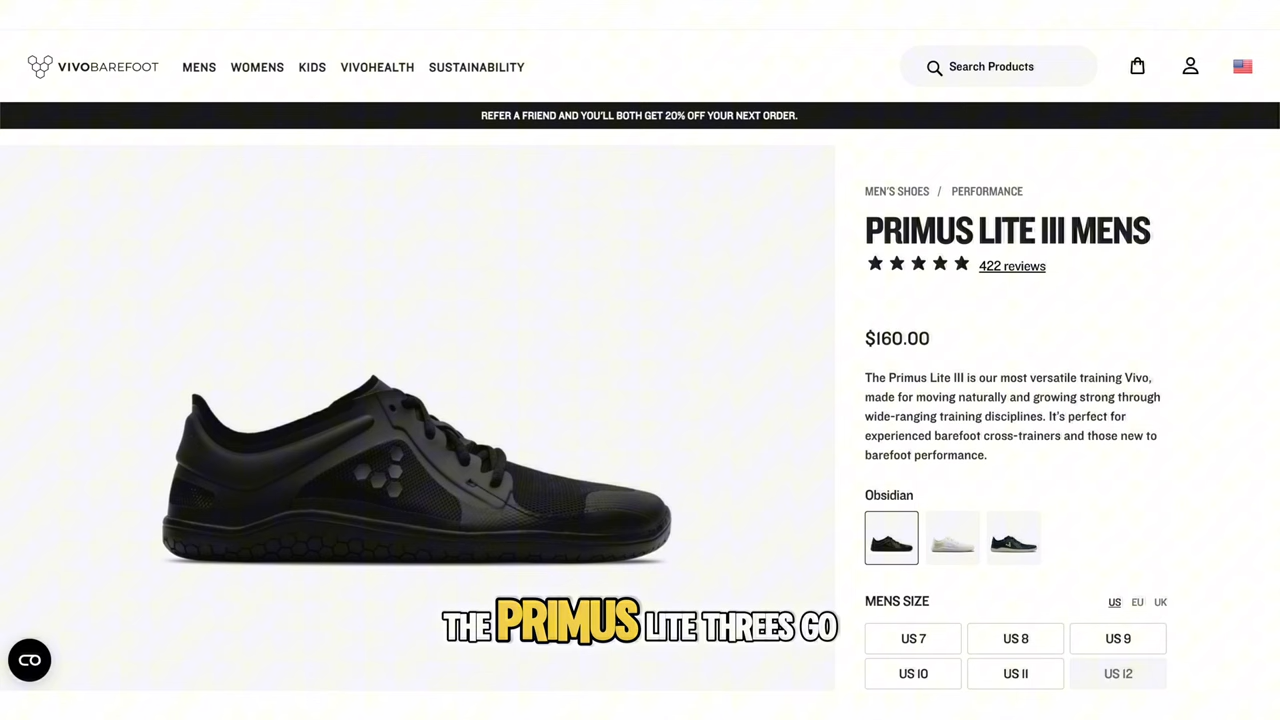 VIVOBAREFOOT MENS WOMENS KIDS VIVOHEALTH SUSTAINABILITY Search Products
REFER A FRIEND AND YOU'LL BOTH GET 20% OFF YOUR NEXT ORDER.
MEN'S SHOES / PERFORMANCE
PRIMUS LITE III MENS
422 reviews
$160.00
The Primus Lite III is our most versatile training Vivo,
made for moving naturally and growing strong through
wide-ranging training disciplines. It's perfect for
experienced barefoot cross-trainers and those new to
barefoot performance.
Obsidian
MENS SIZE US EU UK
US 7 US 8 US 9
US 10 US 11 US 12
THE PRIMUS LITE THREES GO